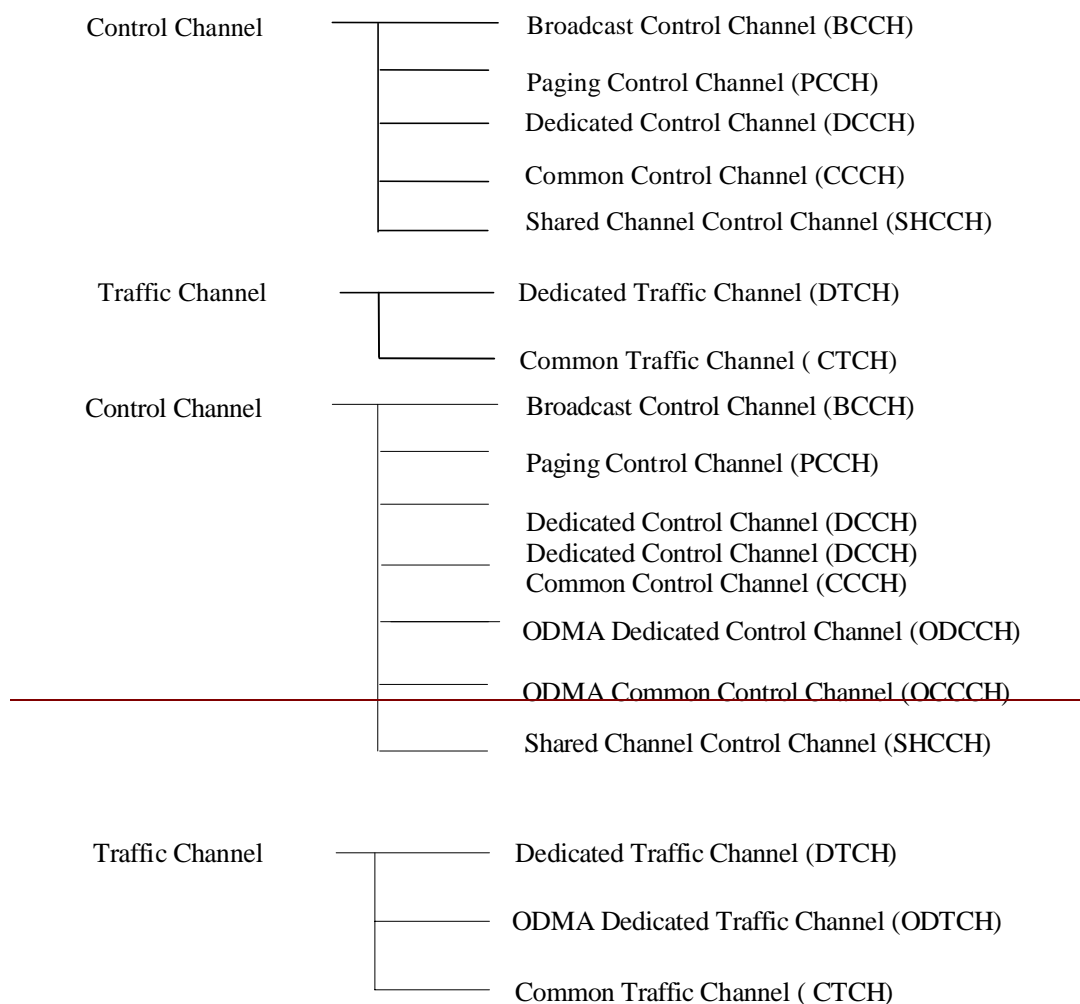 Control Channel Broadcast Control Channel (BCCH)
Paging Control Channel (PCCH)
Dedicated Control Channel (DCCH)
Common Control Channel (CCCH)
Shared Channel Control Channel (SHCCH)
Traffic Channel Dedicated Traffic Channel (DTCH)
Common Traffic Channel ( CTCH)
Control Channel Broadcast Control Channel (BCCH)
Paging Control Channel (PCCH)
Dedicated Control Channel (DCCH)
Dedicated Control Channel (DCCH)
Common Control Channel (CCCH)
ODMA Dedicated Control Channel (ODCCH)
ODMA Common Control Channel (OCCCH)
Shared Channel Control Channel (SHCCH)
Traffic Channel Dedicated Traffic Channel (DTCH)
ODMA Dedicated Traffic Channel (ODTCH)
Common Traffic Channel ( CTCH)